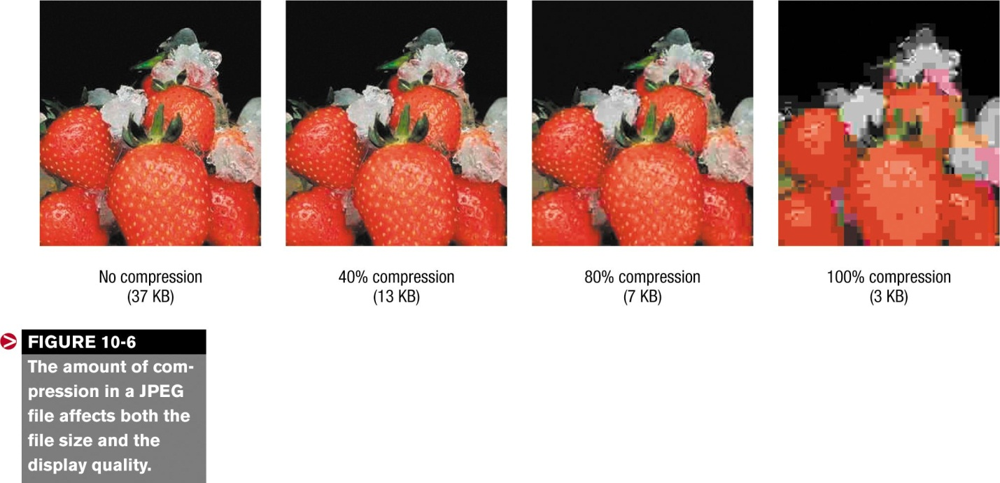 No compression
(37 KB)
40% compression
(13 KB)
80% compression
(7 KB)
100% compression
(3 KB)
FIGURE 10-6
The amount of com-
pression in a JPEG
file affects both the
file size and the
display quality.